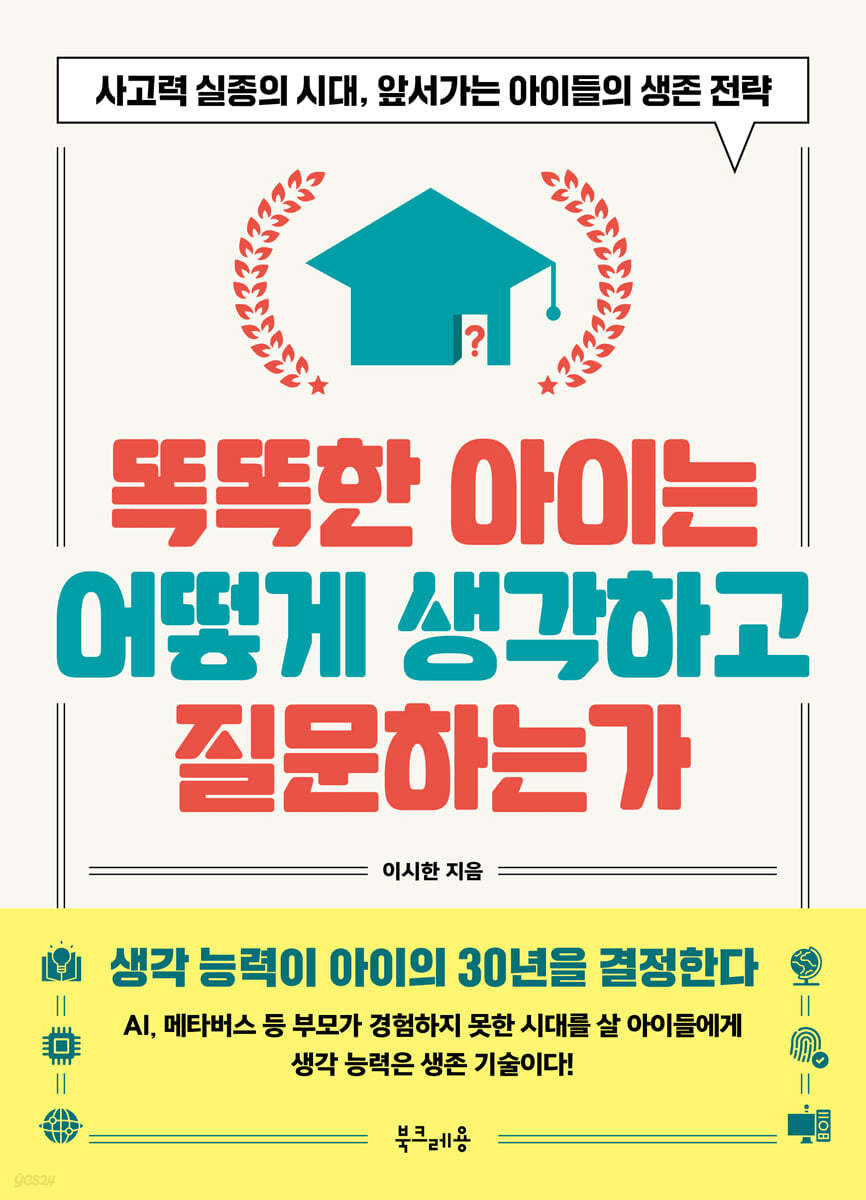 사고력 실종의 시대, 앞서가는 아이들의 생존 전략
?
똑똑한 아이는
어떻게 생각하고
질문하는가
이시한 지음
생각 능력이 아이의 30년을 결정한다
AI, 메타버스 등 부모가 경험하지 못한 시대를 살 아이들에게
생각 능력은 생존 기술이다!
북크레용
yes24